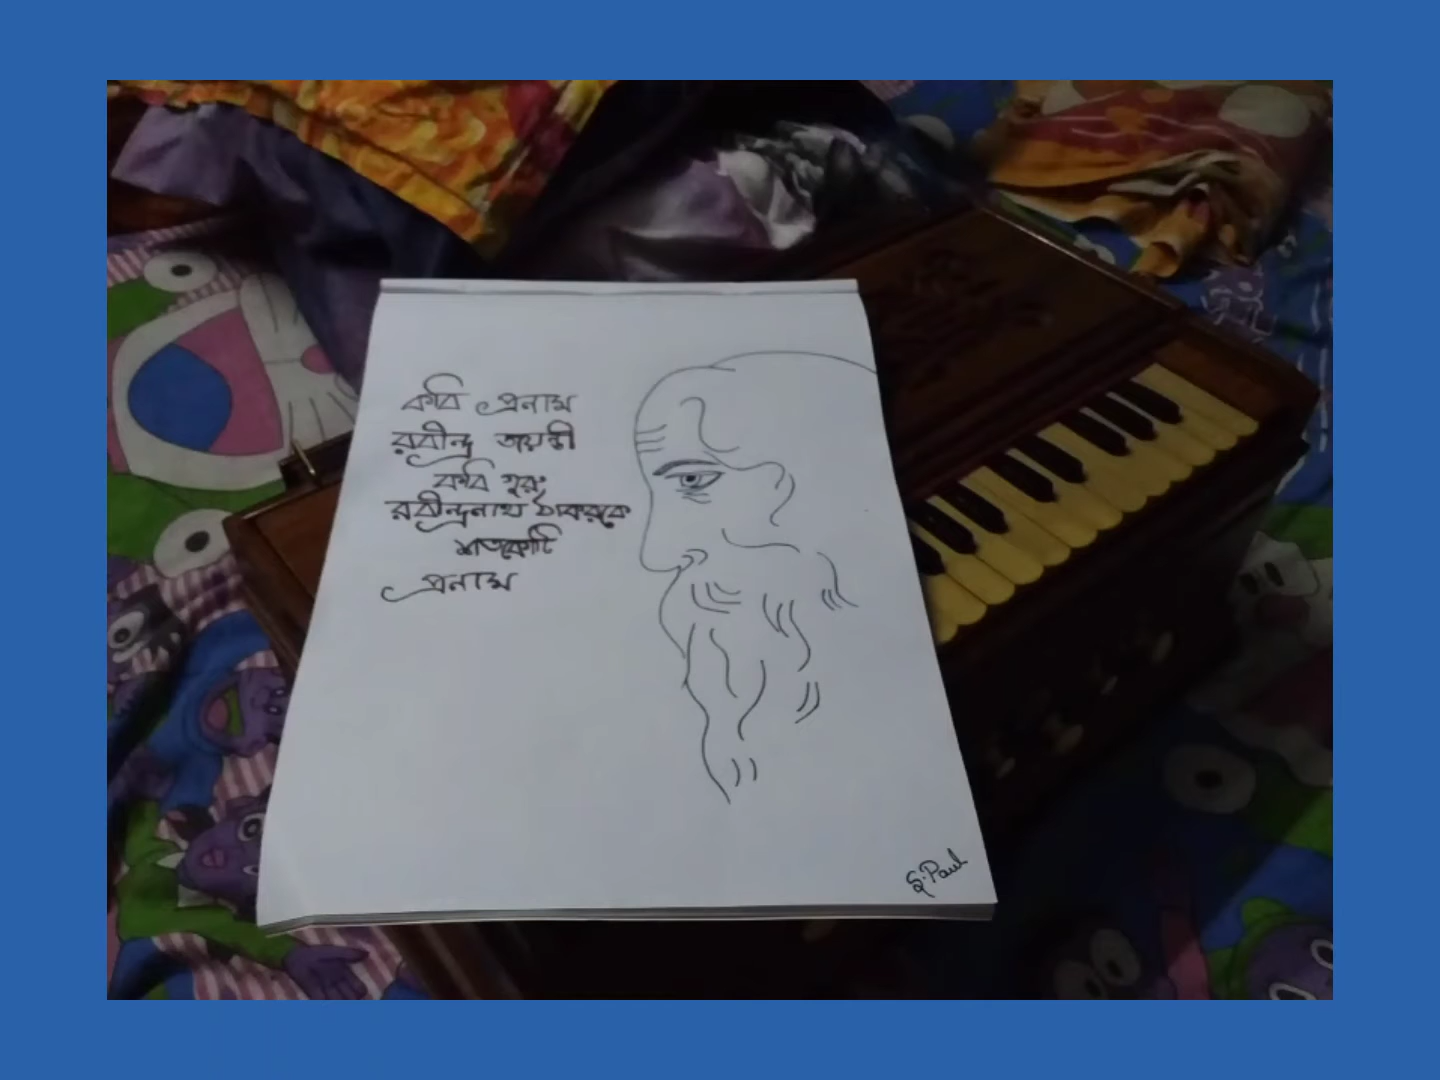 কবি প্রনাম
রবীন্দ্র জয়ন্তী
কবি গুরু
রবীন্দ্রনাথ ঠাকুরকে
শতকোটি
প্রনাম
S. Paul